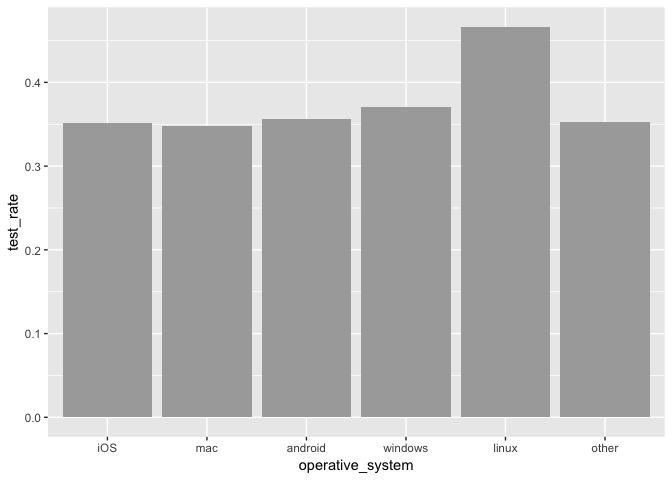 test_rate
0.4
0.3
0.2
0.1
0.0
iOS mac android windows linux other
operative_system